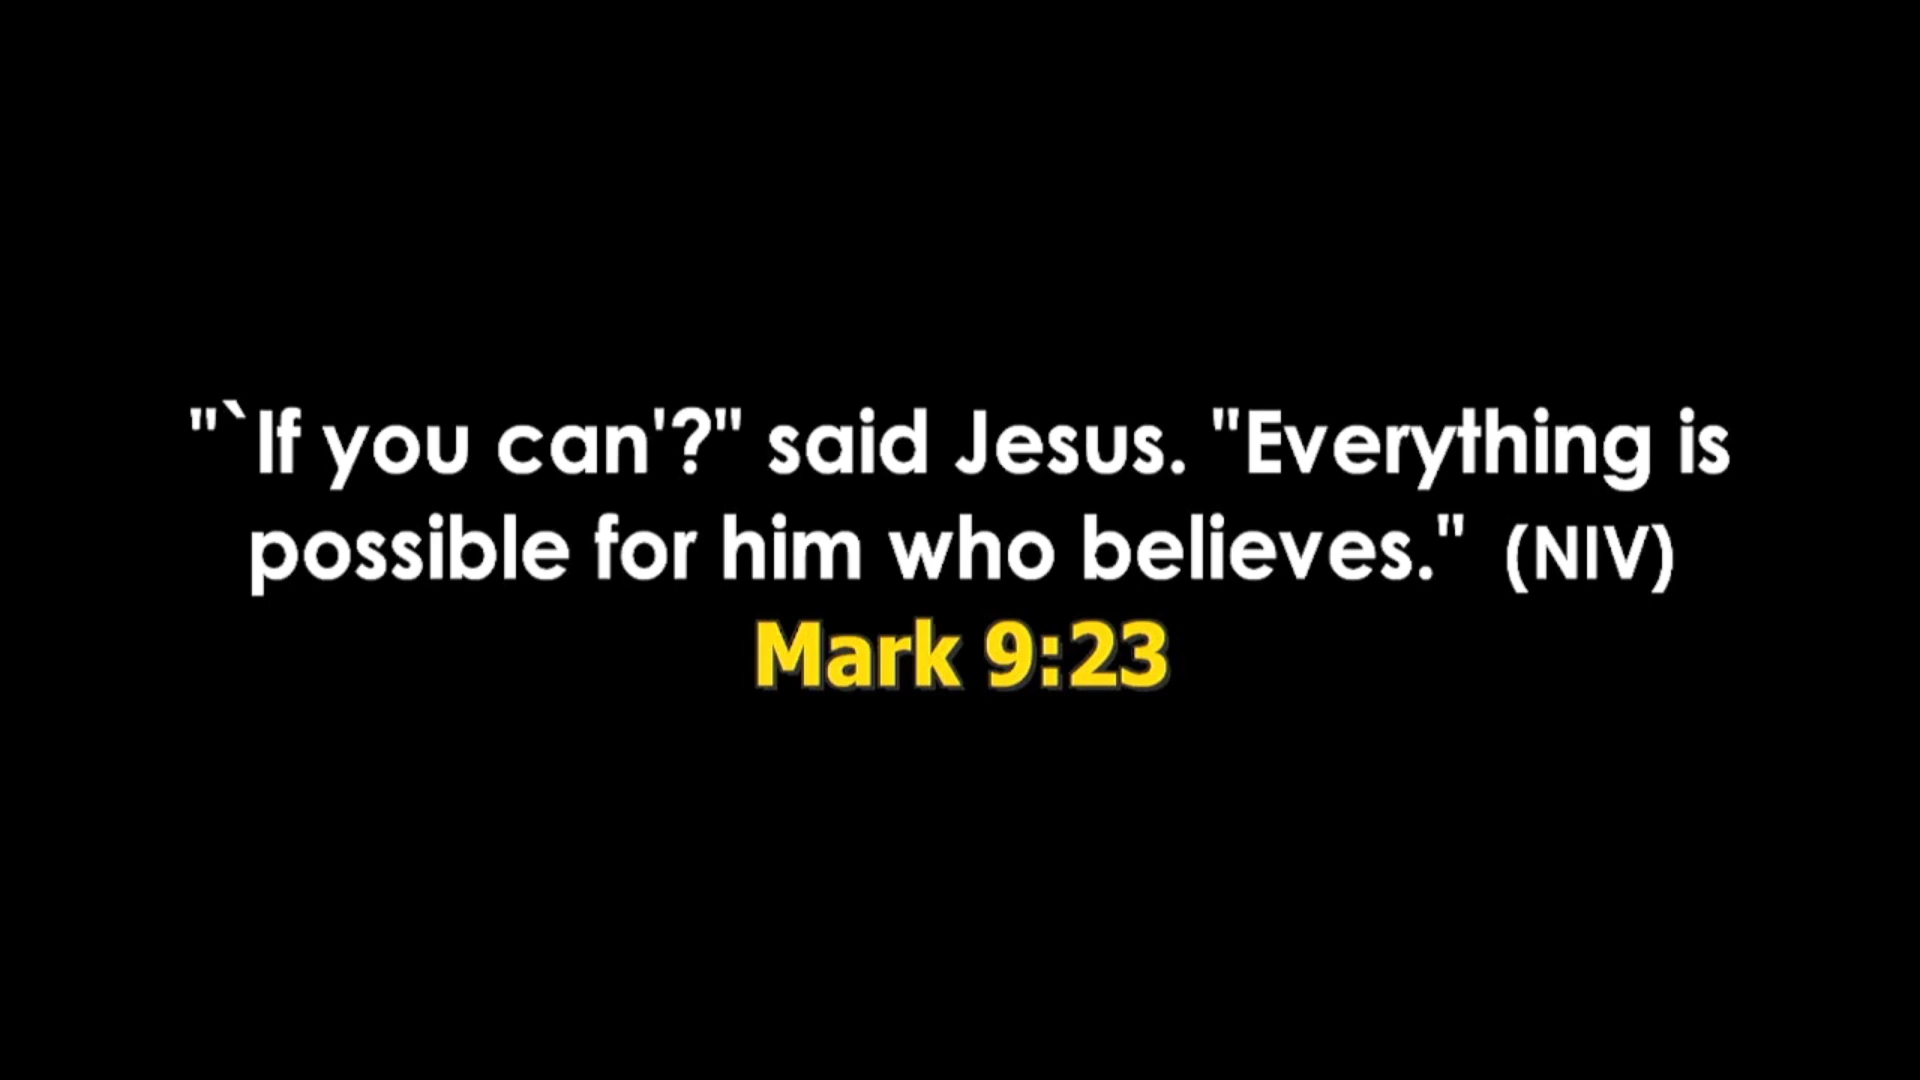 "`If you can'?" said Jesus. "Everything is
possible for him who believes." (NIV)
Mark 9:23